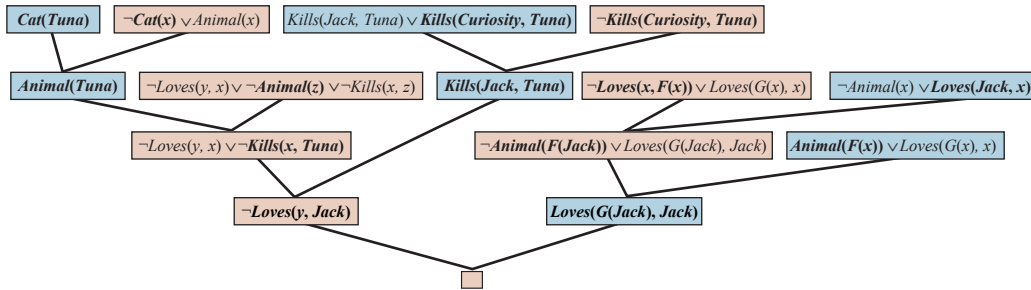 Cat(Tuna) ¬Cat(x) ∨ Animal(x) Kills(Jack, Tuna) ∨ Kills(Curiosity, Tuna) ¬Kills(Curiosity, Tuna)
Animal(Tuna) ¬Loves(y, x) ∨ ¬Animal(z) ∨ ¬Kills(x, z) Kills(Jack, Tuna) ¬Loves(x, F(x)) ∨ Loves(G(x), x) ¬Animal(x) ∨ Loves(Jack, x)
¬Loves(y, x) ∨ ¬Kills(x, Tuna) ¬Animal(F(Jack)) ∨ Loves(G(Jack), Jack) Animal(F(x)) ∨ Loves(G(x), x)
¬Loves(y, Jack) Loves(G(Jack), Jack)